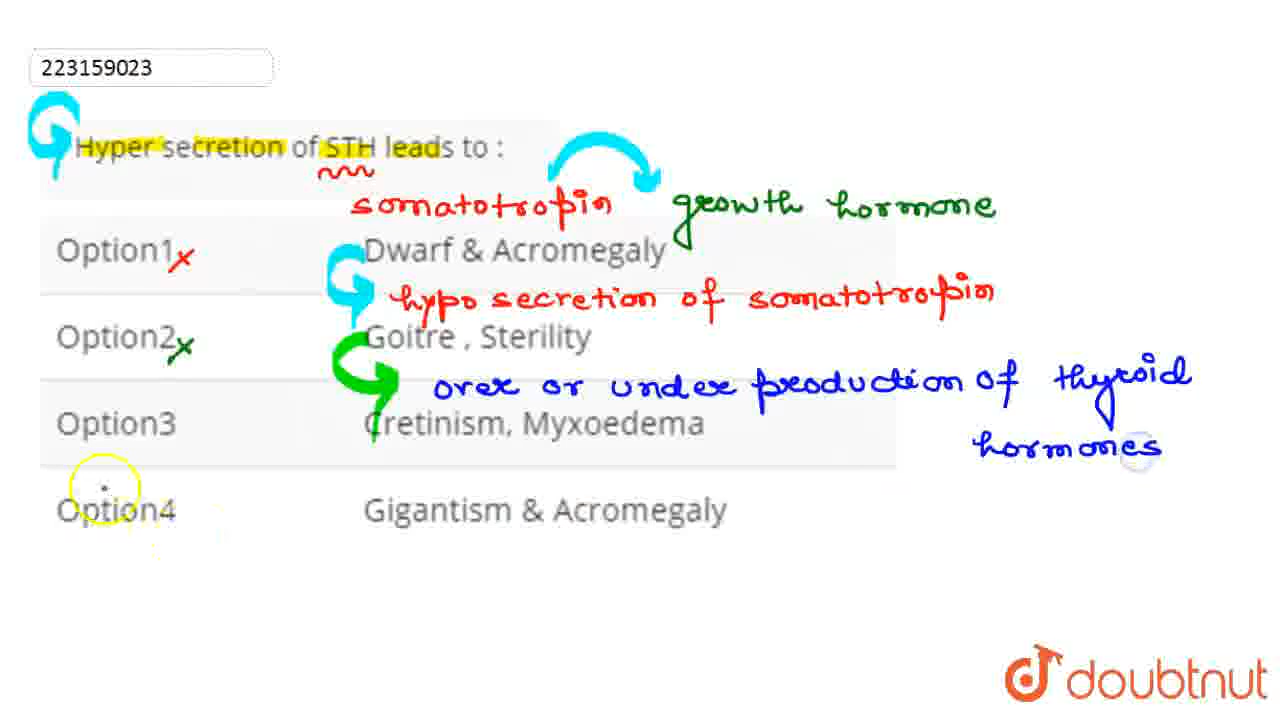 223159023
Hyper secretion of STH leads to :
somatotropin growth hormone
Option1 Dwarf & Acromegaly
hypo secretion of somatotropin
Option2 Goitre , Sterility
over or under production of thyroid
Option3 Cretinism, Myxoedema
hormones
Option4 Gigantism & Acromegaly
doubtnut